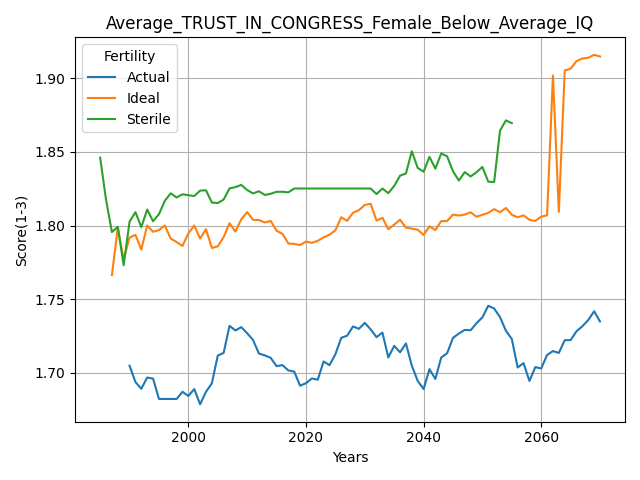 Average_TRUST_IN_CONGRESS_Female_Below_Average_IQ
Fertility
Actual
Ideal
Sterile
Score(1-3)
1.90
1.85
1.80
1.75
1.70
2000
2020
2040
2060
Years